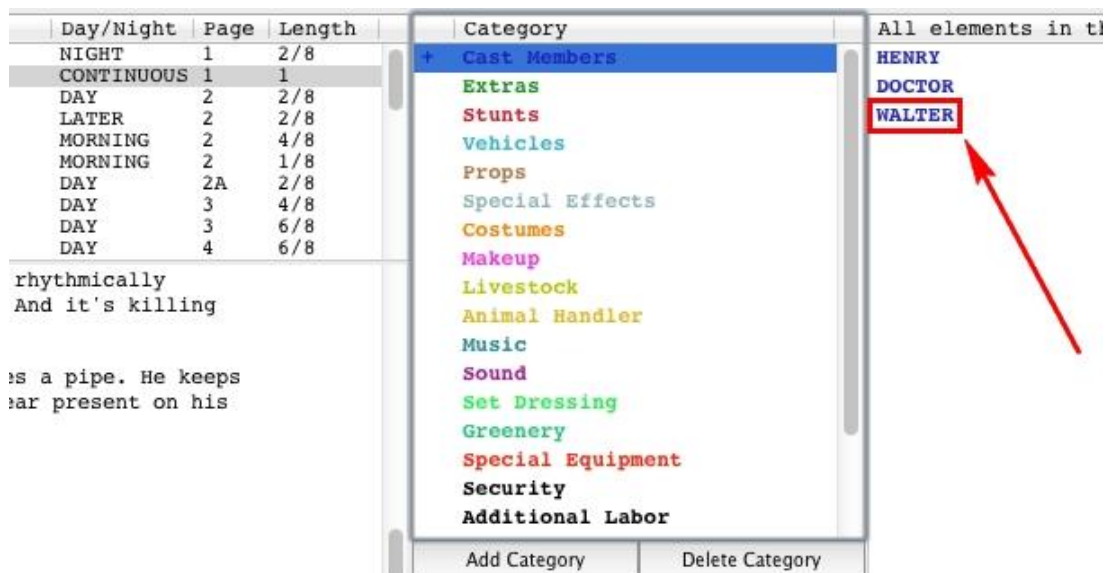 Day/Night Page Length
NIGHT 1 2/8
CONTINUOUS 1 1
DAY 2 2/8
LATER 2 2/8
MORNING 2 4/8
MORNING 2 1/8
DAY 2A 2/8
DAY 3 4/8
DAY 3 6/8
DAY 4 6/8
rhythmically
And it's killing
es a pipe. He keeps
ear present on his
Category
+ Cast Members
Extras
Stunts
Vehicles
Props
Special Effects
Costumes
Makeup
Livestock
Animal Handler
Music
Sound
Set Dressing
Greenery
Special Equipment
Security
Additional Labor
Add Category Delete Category
All elements in th
HENRY
DOCTOR
WALTER